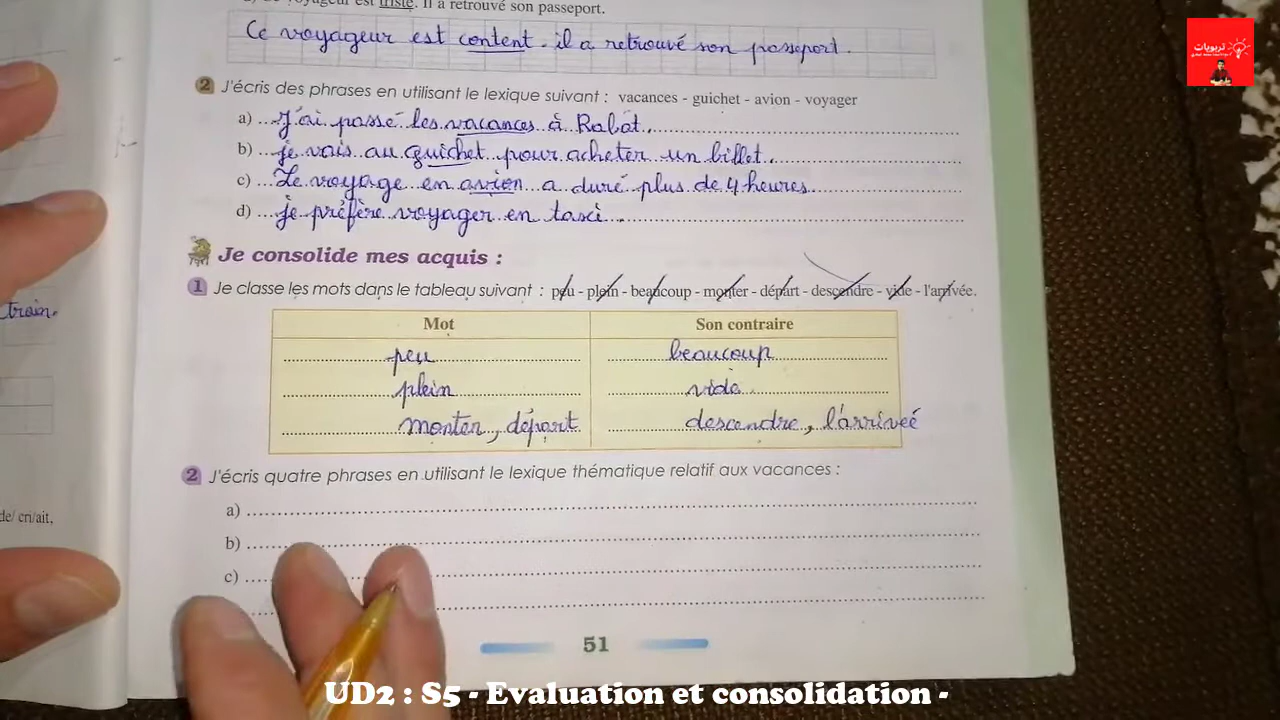 est triste. Il a retrouvé son passeport.
Ce voyageur est content. il a retrouvé son passeport.
تربويات
2 J'écris des phrases en utilisant le lexique suivant : vacances - guichet - avion - voyager
a) J'ai passé les vacances à Rabat.
b) je vais au guichet pour acheter un billet.
c) Le voyage en avion a duré plus de 4 heures.
d) je préfère voyager en taxi.
Je consolide mes acquis :
1 Je classe les mots dans le tableau suivant : peu - plein - beaucoup - monter - départ - descendre - vide - l'arrivée.
train.
Mot Son contraire
peu beaucoup
plein vide
monter, départ descendre, l'arriveé
2 J'écris quatre phrases en utilisant le lexique thématique relatif aux vacances :
a)
b)
c)
51
UD2 : S5 - Evaluation et consolidation -